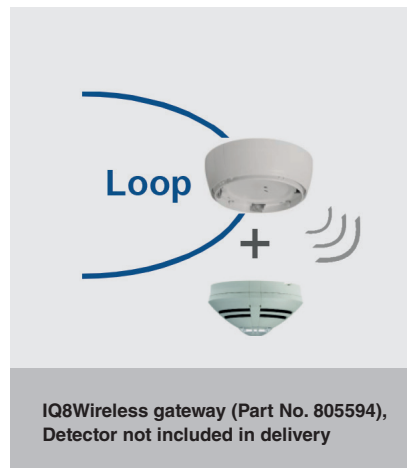 Loop
+
IQ8Wireless gateway (Part No. 805594),
Detector not included in delivery